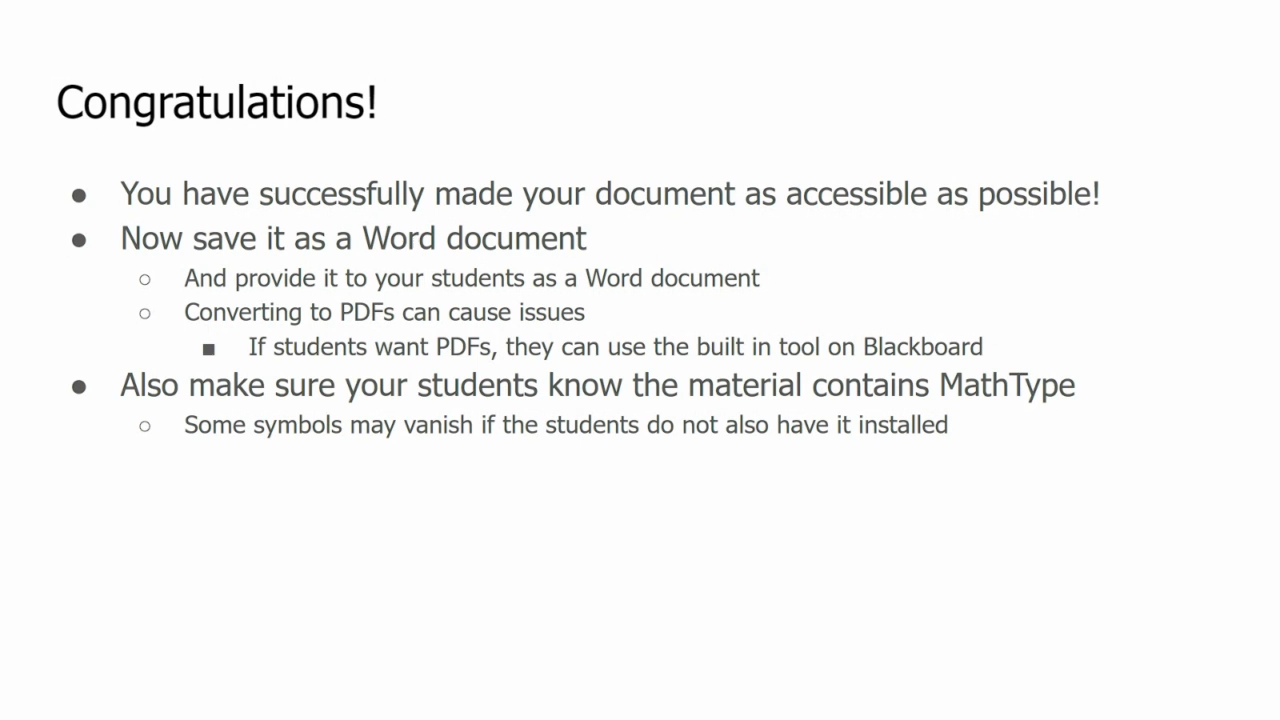 Congratulations!
● You have successfully made your document as accessible as possible!
● Now save it as a Word document
○ And provide it to your students as a Word document
○ Converting to PDFs can cause issues
■ If students want PDFs, they can use the built in tool on Blackboard
● Also make sure your students know the material contains MathType
○ Some symbols may vanish if the students do not also have it installed